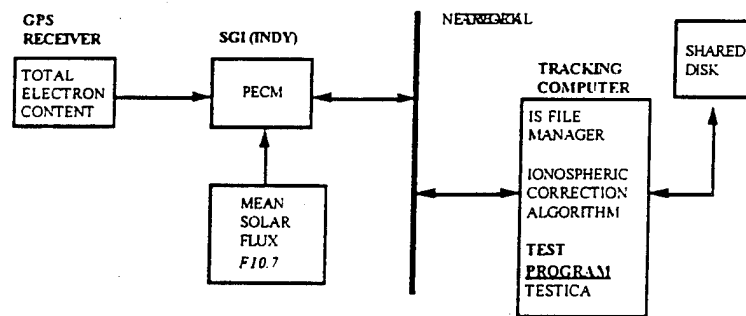 GPS
RECEIVER
TOTAL
ELECTRON
CONTENT
SGI (INDY)
PECM
MEAN
SOLAR
FLUX
F10.7
TRACKING
COMPUTER
IS FILE
MANAGER
IONOSPHERIC
CORRECTION
ALGORITHM
TEST
PROGRAM
TESTICA
SHARED
DISK